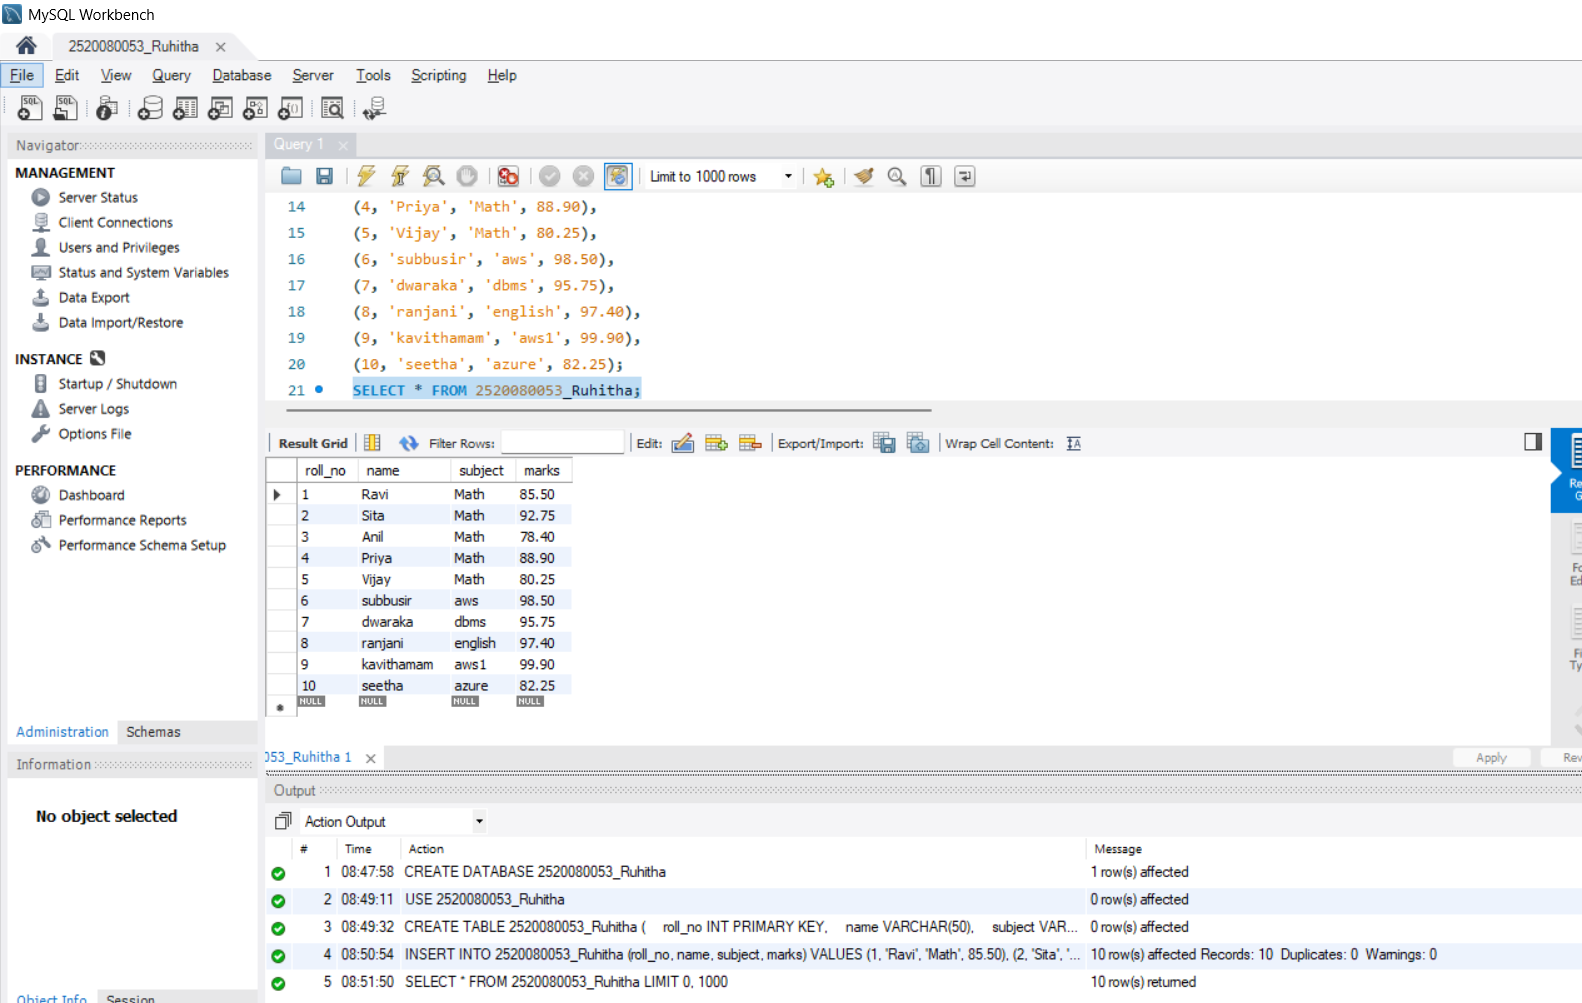 MySQL Workbench
2520080053_Ruhitha
File Edit View Query Database Server Tools Scripting Help
Navigator
Query 1
MANAGEMENT
Server Status
Client Connections
Users and Privileges
Status and System Variables
Data Export
Data Import/Restore
INSTANCE
Startup / Shutdown
Server Logs
Options File
PERFORMANCE
Dashboard
Performance Reports
Performance Schema Setup
Administration Schemas
Information
No object selected
Object Info Session
Limit to 1000 rows
14 (4, 'Priya', 'Math', 88.90),
15 (5, 'Vijay', 'Math', 80.25),
16 (6, 'subbusir', 'aws', 98.50),
17 (7, 'dwaraka', 'dbms', 95.75),
18 (8, 'ranjani', 'english', 97.40),
19 (9, 'kavithamam', 'aws1', 99.90),
20 (10, 'seetha', 'azure', 82.25);
21 SELECT * FROM 2520080053_Ruhitha;
Result Grid Filter Rows: Edit: Export/Import: Wrap Cell Content:
roll_no name subject marks
1 Ravi Math 85.50
2 Sita Math 92.75
3 Anil Math 78.40
4 Priya Math 88.90
5 Vijay Math 80.25
6 subbusir aws 98.50
7 dwaraka dbms 95.75
8 ranjani english 97.40
9 kavithamam aws1 99.90
10 seetha azure 82.25
NULL NULL NULL NULL
053_Ruhitha 1
Apply
Output
Action Output
# Time Action Message
1 08:47:58 CREATE DATABASE 2520080053_Ruhitha 1 row(s) affected
2 08:49:11 USE 2520080053_Ruhitha 0 row(s) affected
3 08:49:32 CREATE TABLE 2520080053_Ruhitha ( roll_no INT PRIMARY KEY, name VARCHAR(50), subject VAR... 0 row(s) affected
4 08:50:54 INSERT INTO 2520080053_Ruhitha (roll_no, name, subject, marks) VALUES (1, 'Ravi', 'Math', 85.50), (2, 'Sita', '... 10 row(s) affected Records: 10 Duplicates: 0 Warnings: 0
5 08:51:50 SELECT * FROM 2520080053_Ruhitha LIMIT 0, 1000 10 row(s) returned